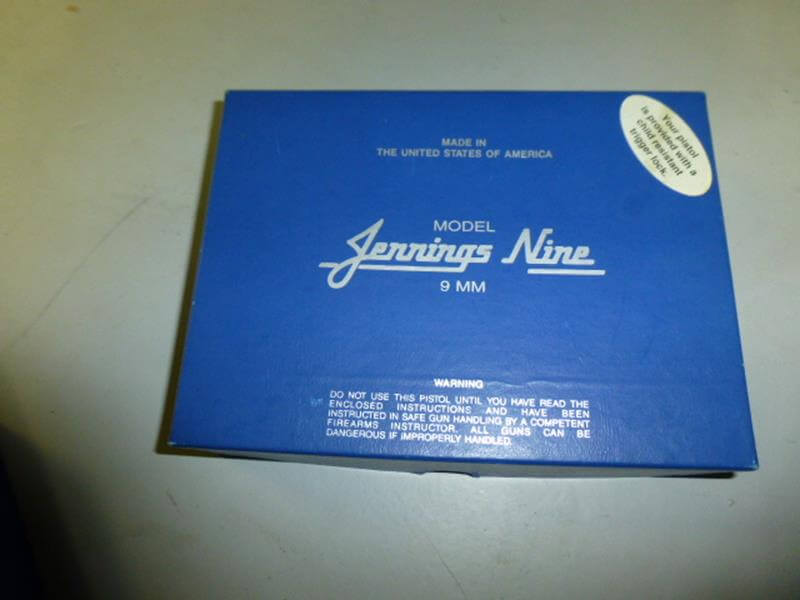 Your pistol
is provided with a
child resistant
trigger lock.
MADE IN
THE UNITED STATES OF AMERICA
MODEL
Jennings Nine
9 MM
WARNING
DO NOT USE THIS PISTOL UNTIL YOU HAVE READ THE
ENCLOSED INSTRUCTIONS AND HAVE BEEN
INSTRUCTED IN SAFE GUN HANDLING BY A COMPETENT
FIREARMS INSTRUCTOR. ALL GUNS CAN BE
DANGEROUS IF IMPROPERLY HANDLED.